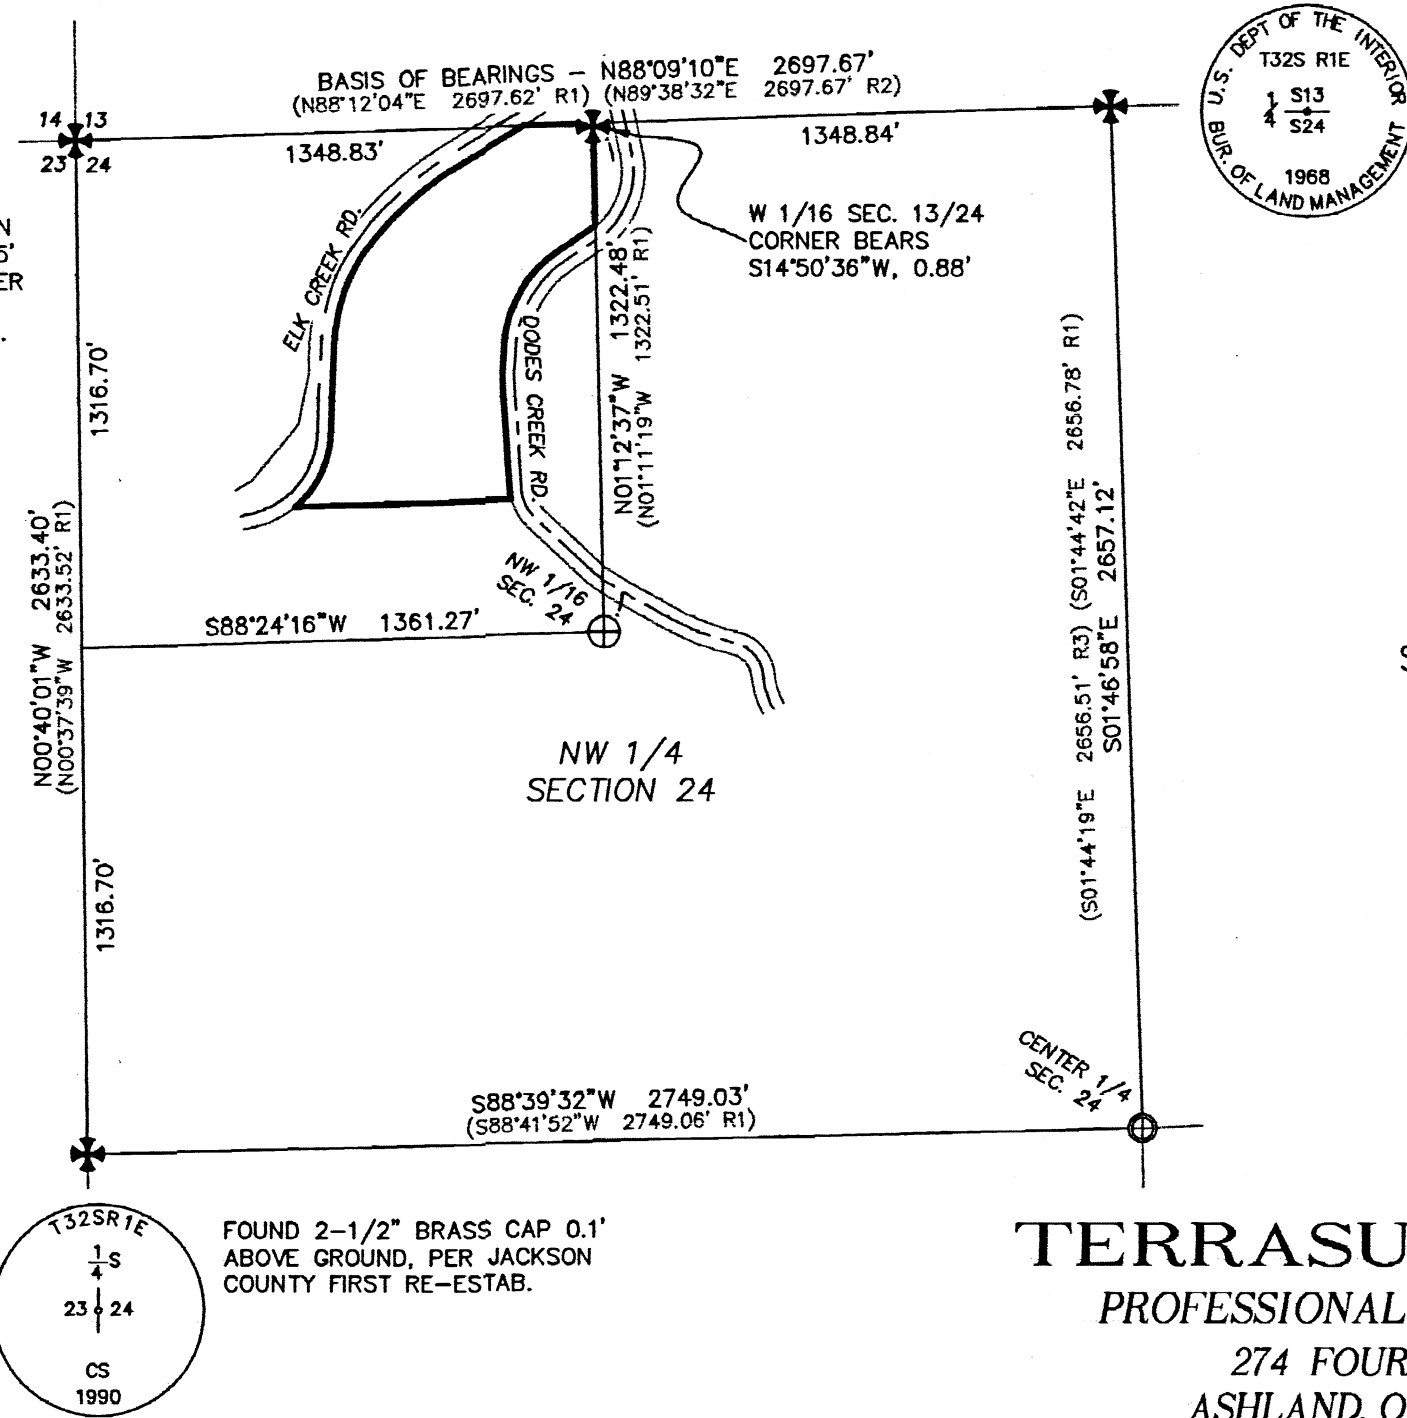 BASIS OF BEARINGS – N88°09'10"E 2697.67'
(N88°12'04"E 2697.62' R1) (N89°38'32"E 2697.67' R2)
14 13
23 24
1348.83'
1348.84'
U.S. DEPT OF THE INTERIOR
T32S R1E
1/4 S13
S24
1968
BUR. OF LAND MANAGEMENT
W 1/16 SEC. 13/24
CORNER BEARS
S14°50'36"W, 0.88'
N
5'
ER
.
ELK CREEK RD.
DODES CREEK RD.
N01°12'37"W 1322.48'
(N01°11'19"W 1322.51' R1)
1316.70'
N00°40'01"W 2633.40'
(N00°37'39"W 2633.52' R1)
1316.70'
(S01°44'19"E 2656.51' R3) (S01°44'42"E 2656.78' R1)
S01°46'58"E 2657.12'
NW 1/16
SEC. 24
S88°24'16"W 1361.27'
NW 1/4
SECTION 24
CENTER 1/4
SEC. 24
S88°39'32"W 2749.03'
(S88°41'52"W 2749.06' R1)
T32SR1E
1/4 S
23 24
CS
1990
FOUND 2–1/2" BRASS CAP 0.1'
ABOVE GROUND, PER JACKSON
COUNTY FIRST RE–ESTAB.
TERRASU
PROFESSIONAL
274 FOUR
ASHLAND, O